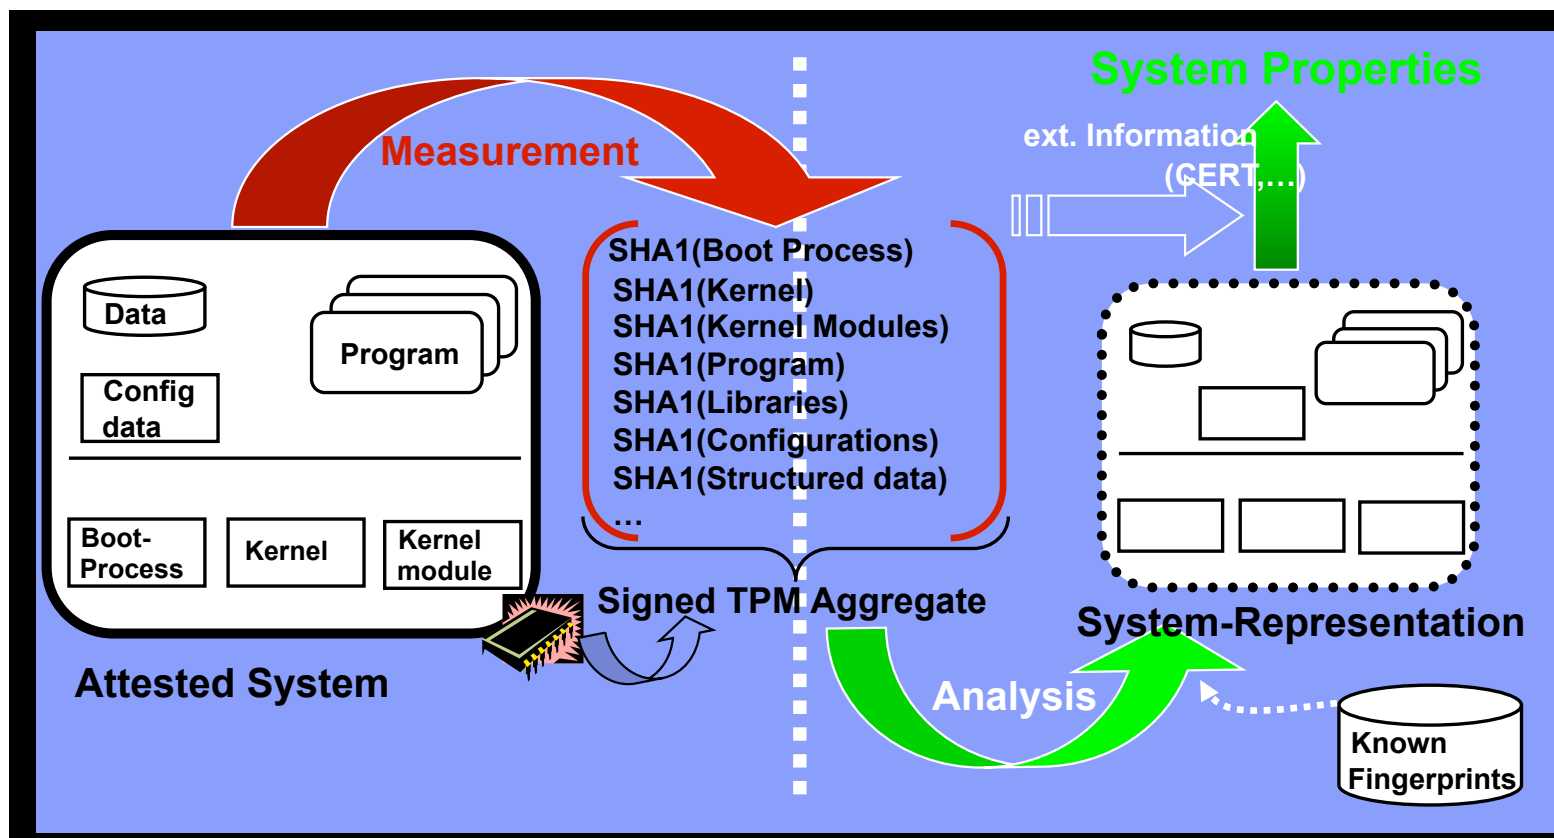 System Properties
ext. Information
(CERT,...)
Measurement
SHA1(Boot Process)
SHA1(Kernel)
SHA1(Kernel Modules)
SHA1(Program)
SHA1(Libraries)
SHA1(Configurations)
SHA1(Structured data)
...
Data
Program
Config
data
Boot-
Process
Kernel
Kernel
module
Signed TPM Aggregate
Attested System
System-Representation
Analysis
Known
Fingerprints